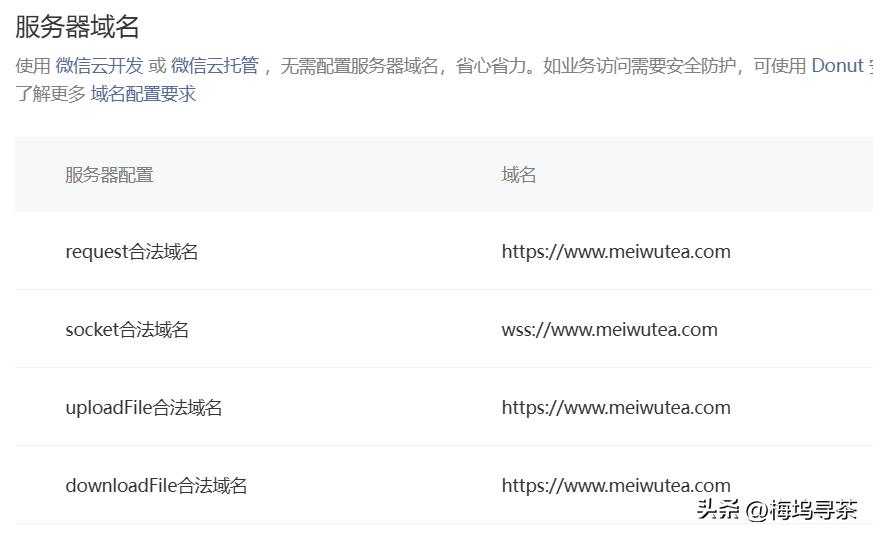 服务器域名
使用 微信云开发 或 微信云托管 ，无需配置服务器域名，省心省力。如业务访问需要安全防护，可使用 Donut
了解更多 域名配置要求
服务器配置 域名
request合法域名 https://www.meiwutea.com
socket合法域名 wss://www.meiwutea.com
uploadFile合法域名 https://www.meiwutea.com
downloadFile合法域名 https://www.meiwutea.com
头条 @梅坞寻茶